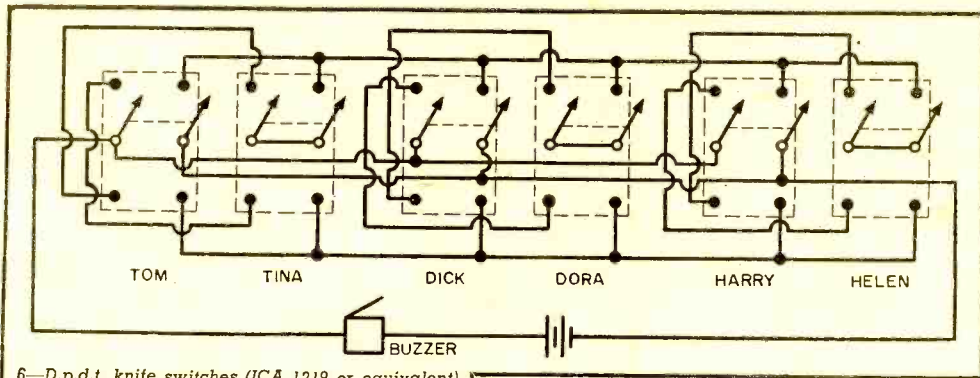 TOM TINA DICK DORA HARRY HELEN
BUZZER
6—D.p.d.t. knife switches (ICA 1219 or equivalent)